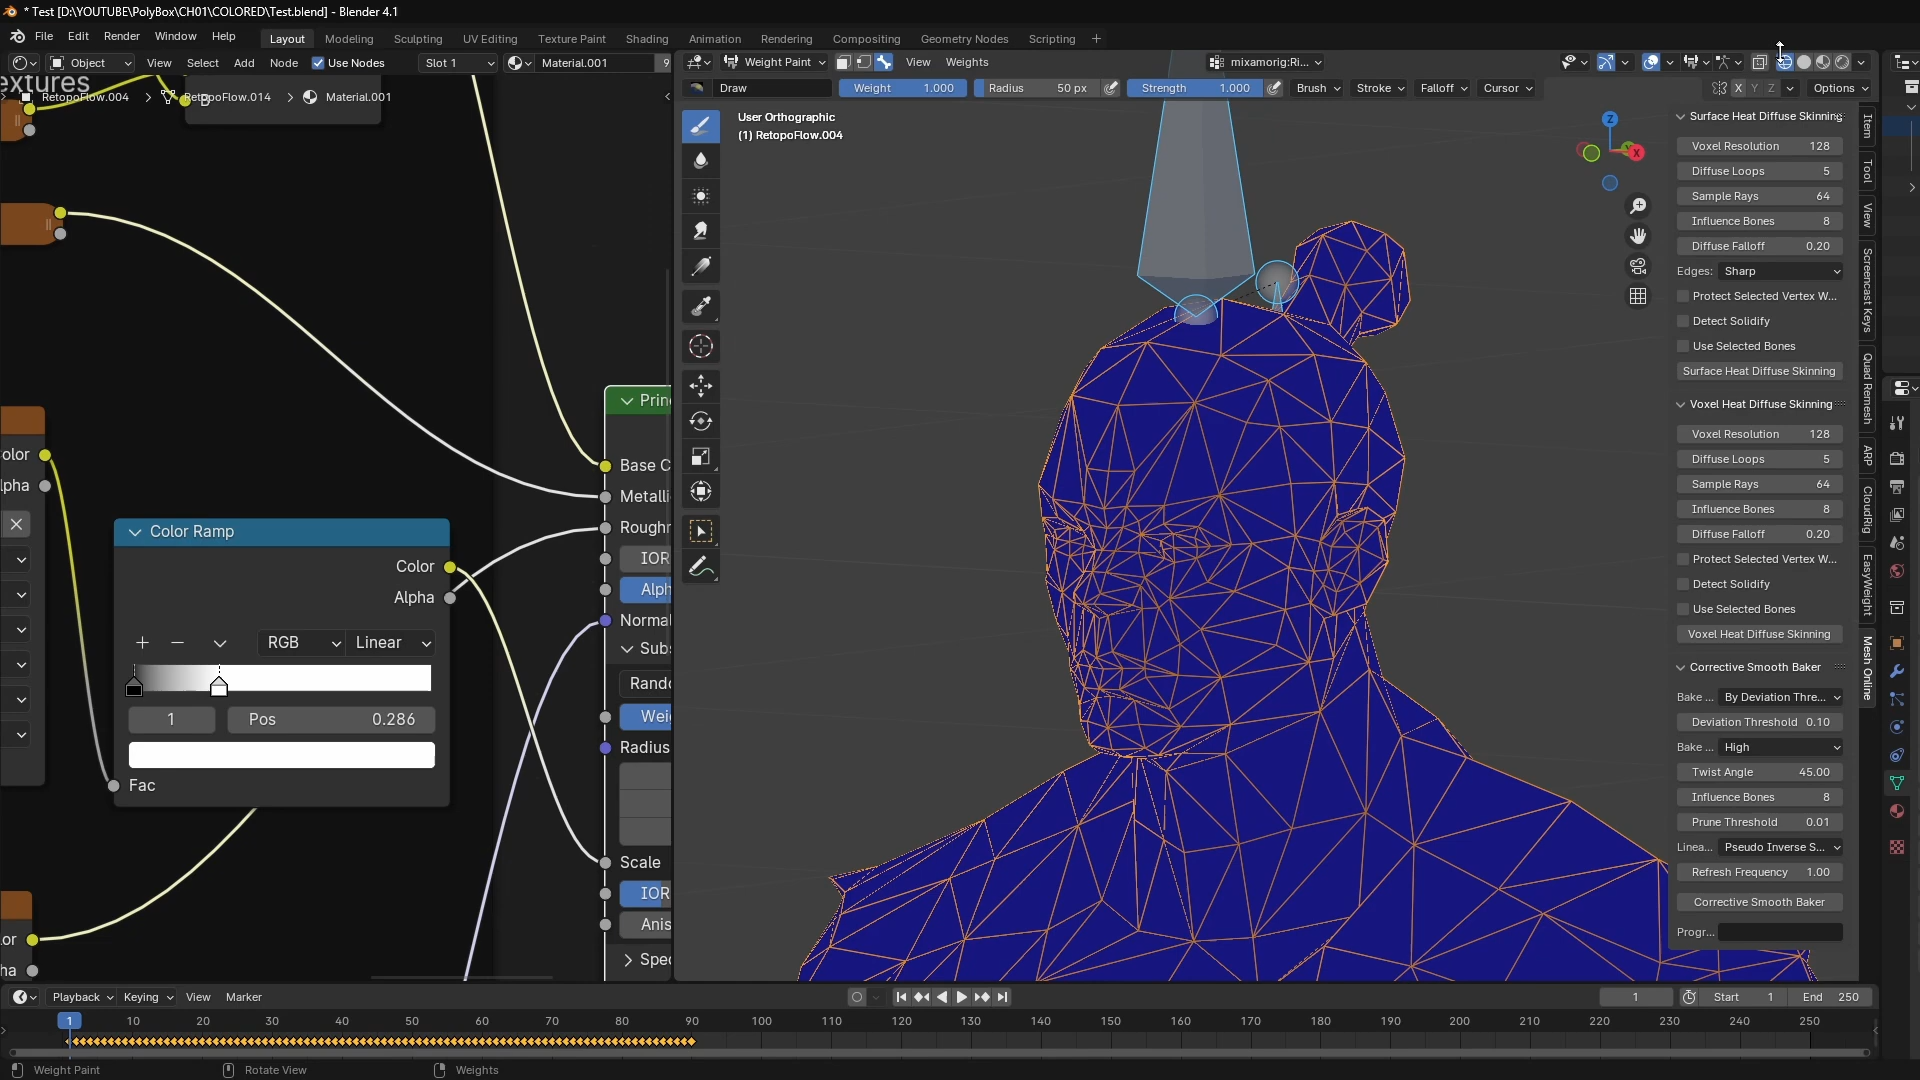 * Test [D:\YOUTUBE\PolyBox\CH01\COLORED\Test.blend] - Blender 4.1
File Edit Render Window Help Layout Modeling Sculpting UV Editing Texture Paint Shading Animation Rendering Compositing Geometry Nodes Scripting +
Object View Select Add Node Use Nodes Slot 1 Material.001 9
extures
RetopoFlow.004 > RetopoFlow.014 > Material.001
B
olor
lpha
Color Ramp
Color
Alpha
RGB Linear
1 Pos 0.286
Fac
or
ha
Prin
Base C
Metalli
Roughr
IOR
Alph
Normal
Subs
Rando
Wei
Radius
Scale
IOR
Anis
Spec
Weight Paint View Weights mixamorig:Ri...
Draw Weight 1.000 Radius 50 px Strength 1.000 Brush Stroke Falloff Cursor X Y Z Options
User Orthographic
(1) RetopoFlow.004
Z
Y
X
Surface Heat Diffuse Skinning
Voxel Resolution 128
Diffuse Loops 5
Sample Rays 64
Influence Bones 8
Diffuse Falloff 0.20
Edges: Sharp
Protect Selected Vertex W...
Detect Solidify
Use Selected Bones
Surface Heat Diffuse Skinning
Voxel Heat Diffuse Skinning
Voxel Resolution 128
Diffuse Loops 5
Sample Rays 64
Influence Bones 8
Diffuse Falloff 0.20
Protect Selected Vertex W...
Detect Solidify
Use Selected Bones
Voxel Heat Diffuse Skinning
Corrective Smooth Baker
Bake ... By Deviation Thre...
Deviation Threshold 0.10
Bake ... High
Twist Angle 45.00
Influence Bones 8
Prune Threshold 0.01
Linea... Pseudo Inverse S...
Refresh Frequency 1.00
Corrective Smooth Baker
Progr...
Item
Tool
View
Screencast Keys
Quad Remesh
ARP
CloudRig
EasyWeight
Mesh Online
Playback Keying View Marker 1 Start 1 End 250
1 10 20 30 40 50 60 70 80 90 100 110 120 130 140 150 160 170 180 190 200 210 220 230 240 250
Weight Paint Rotate View Weights